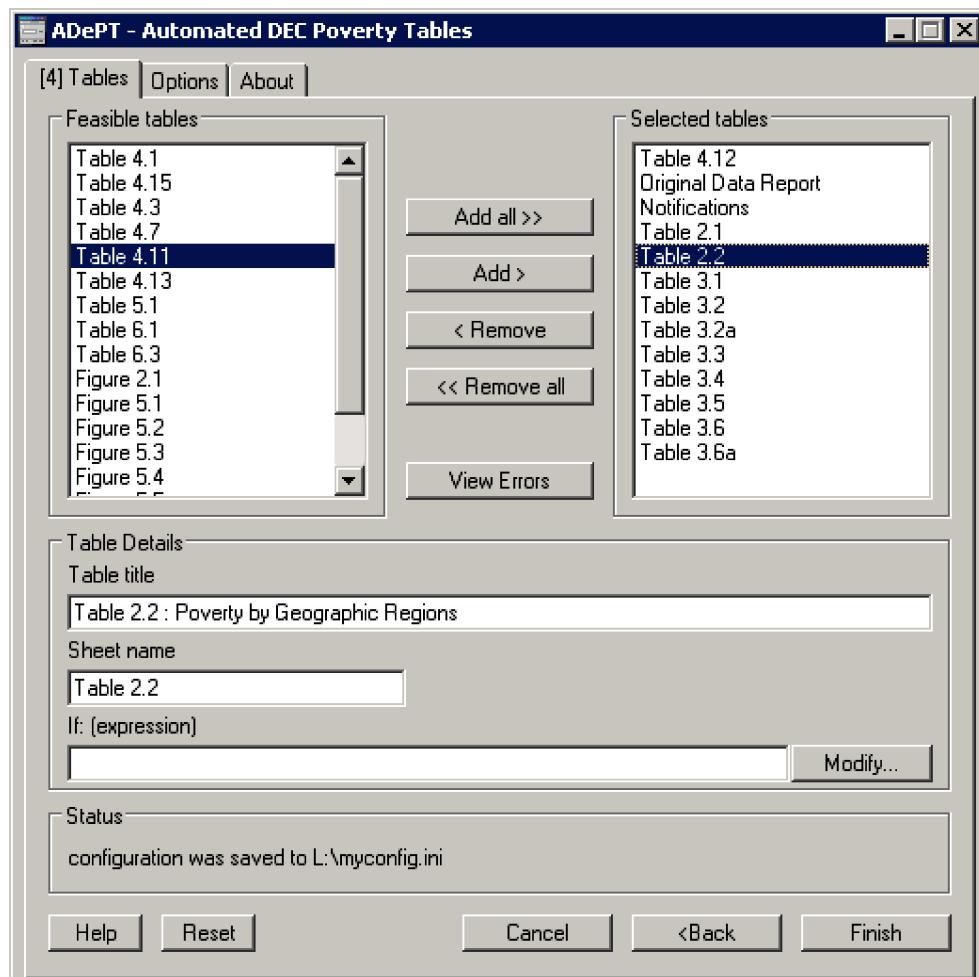 ADePT - Automated DEC Poverty Tables
[4] Tables
Options
About
Feasible tables
Table 4.1
Table 4.15
Table 4.3
Table 4.7
Table 4.11
Table 4.13
Table 5.1
Table 6.1
Table 6.3
Figure 2.1
Figure 5.1
Figure 5.2
Figure 5.3
Figure 5.4
Add all >>
Add >
< Remove
<< Remove all
View Errors
Selected tables
Table 4.12
Original Data Report
Notifications
Table 2.1
Table 2.2
Table 3.1
Table 3.2
Table 3.2a
Table 3.3
Table 3.4
Table 3.5
Table 3.6
Table 3.6a
Table Details
Table title
Table 2.2 : Poverty by Geographic Regions
Sheet name
Table 2.2
If: (expression)
Modify...
Status
configuration was saved to L:\myconfig.ini
Help
Reset
Cancel
<Back
Finish